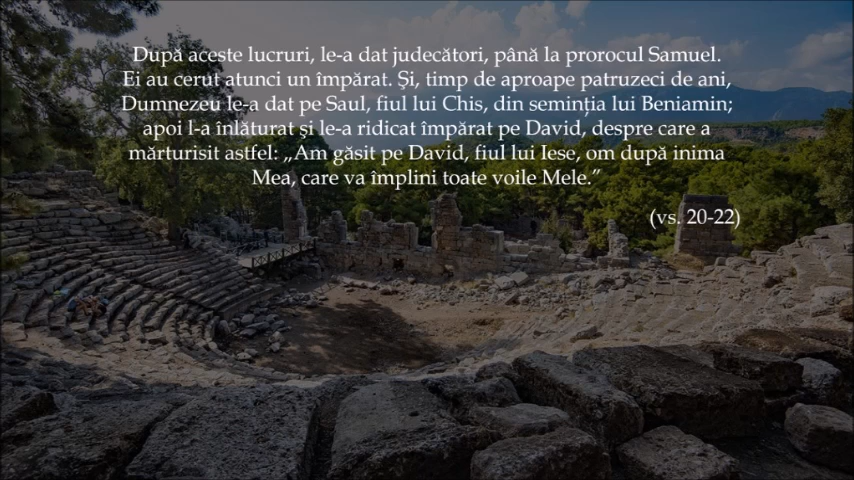 După aceste lucruri, le-a dat judecători, până la prorocul Samuel.
Ei au cerut atunci un împărat. Şi, timp de aproape patruzeci de ani,
Dumnezeu le-a dat pe Saul, fiul lui Chis, din seminția lui Beniamin;
apoi l-a înlăturat şi le-a ridicat împărat pe David, despre care a
mărturisit astfel: „Am găsit pe David, fiul lui Iese, om după inima
Mea, care va împlini toate voile Mele.”
(vs. 20-22)